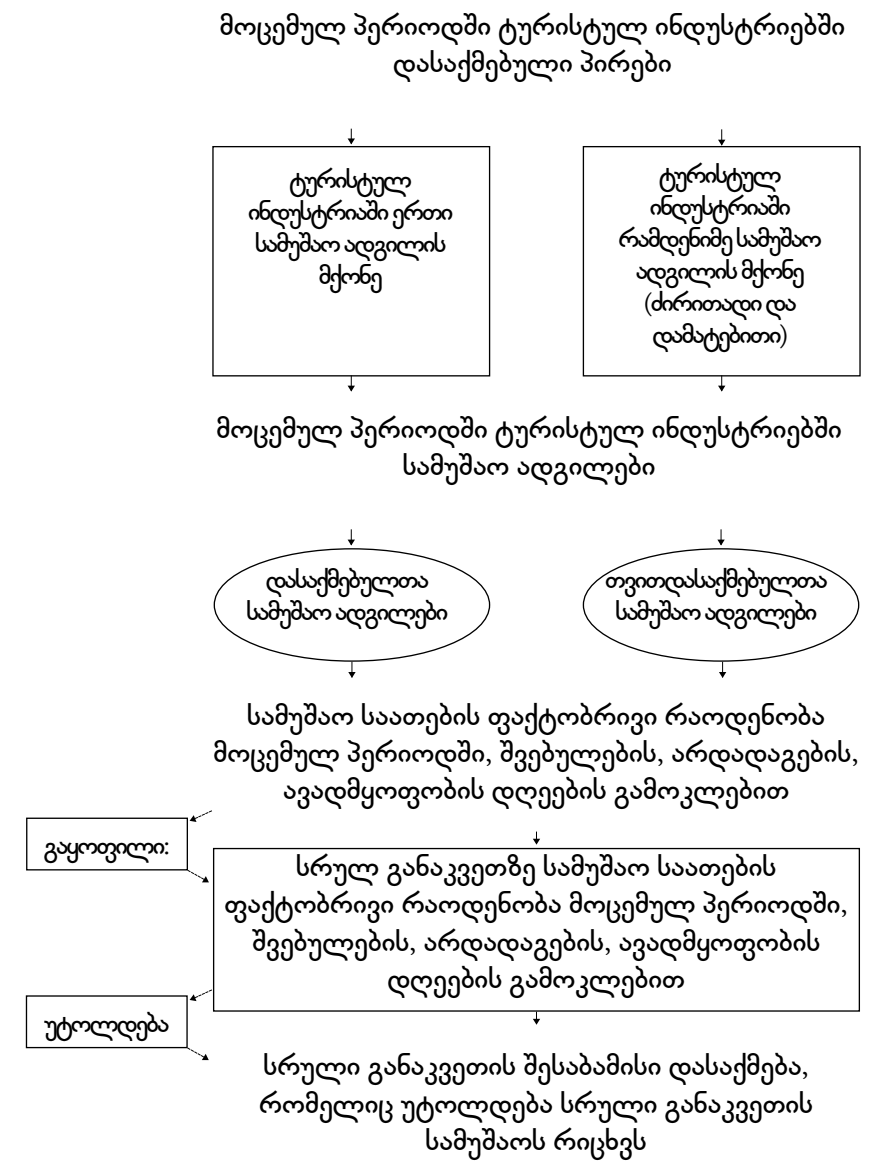 მოცემულ პერიოდში ტურისტულ ინდუსტრიებში
დასაქმებული პირები
ტურისტულ
ინდუსტრიაში ერთი
სამუშაო ადგილის
მქონე
ტურისტულ
ინდუსტრიაში
რამდენიმე სამუშაო
ადგილის მქონე
(ძირითადი და
დამატებითი)
მოცემულ პერიოდში ტურისტულ ინდუსტრიებში
სამუშაო ადგილები
დასაქმებულთა
სამუშაო ადგილები
თვითდასაქმებულთა
სამუშაო ადგილები
სამუშაო საათების ფაქტობრივი რაოდენობა
მოცემულ პერიოდში, შვებულების, არდადაგების,
ავადმყოფობის დღეების გამოკლებით
გაყოფილი:
სრულ განაკვეთზე სამუშაო საათების
ფაქტობრივი რაოდენობა მოცემულ პერიოდში,
შვებულების, არდადაგების, ავადმყოფობის
დღეების გამოკლებით
უტოლდება
სრული განაკვეთის შესაბამისი დასაქმება,
რომელიც უტოლდება სრული განაკვეთის
სამუშაოს რიცხვს